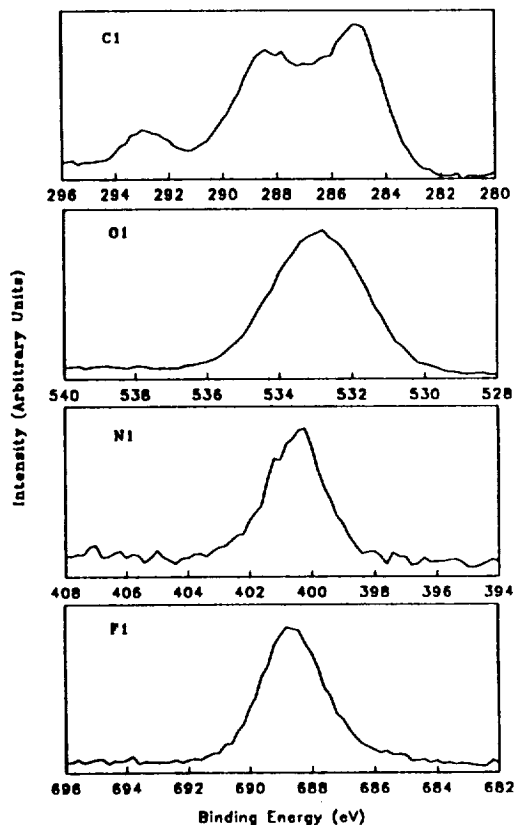 C1
296 294 292 290 288 286 284 282 280
O1
540 538 536 534 532 530 528
N1
408 406 404 402 400 398 396 394
F1
696 694 692 690 688 686 684 682
Binding Energy (eV)
Intensity (Arbitrary Units)